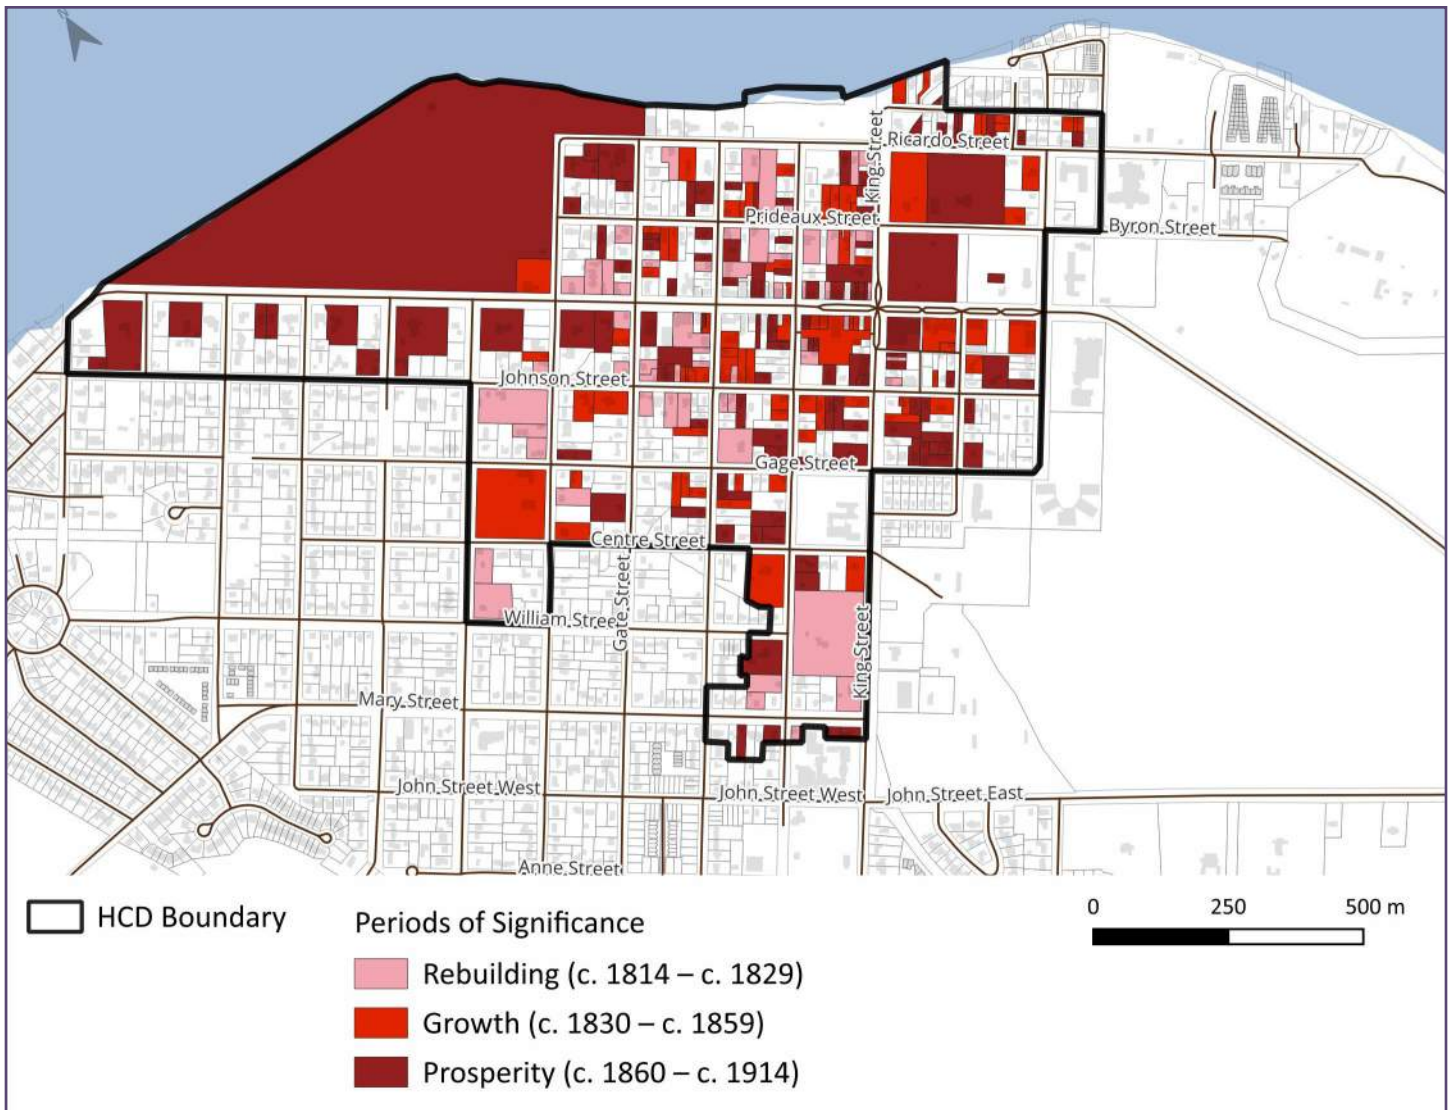 King Street
Ricardo Street
Prideaux Street
Byron Street
Johnson Street
Gage Street
Centre Street
Gate Street
William Stree
King Street
Mary Street
John Street West
John Street West
John Street East
Anne Street
HCD Boundary
Periods of Significance
Rebuilding (c. 1814 – c. 1829)
Growth (c. 1830 – c. 1859)
Prosperity (c. 1860 – c. 1914)
0 250 500 m